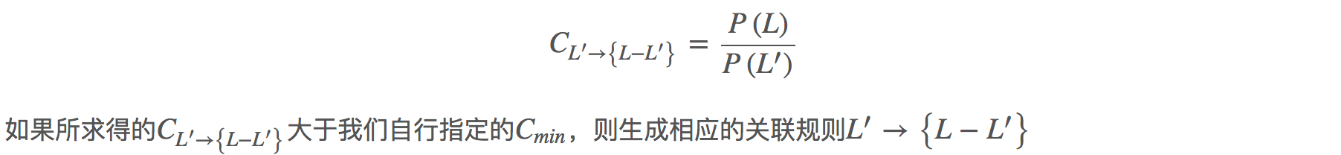 C_{L′→{L−L′}} = P(L) / P(L′)
如果所求得的C_{L′→{L−L′}}大于我们自行指定的C_{min}，则生成相应的关联规则L′ → {L − L′}